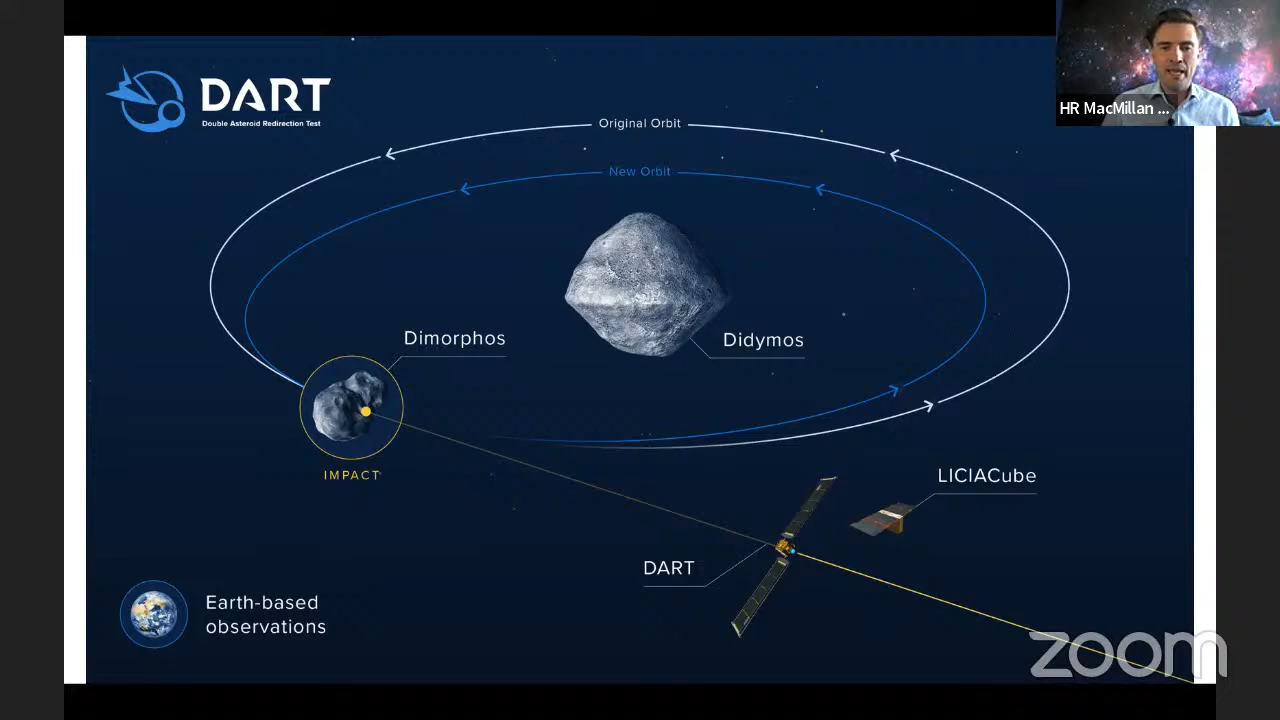 DART
Double Asteroid Redirection Test
HR MacMillan ...
Original Orbit
New Orbit
Dimorphos
Didymos
IMPACT
LICIACube
DART
Earth-based
observations
zoom